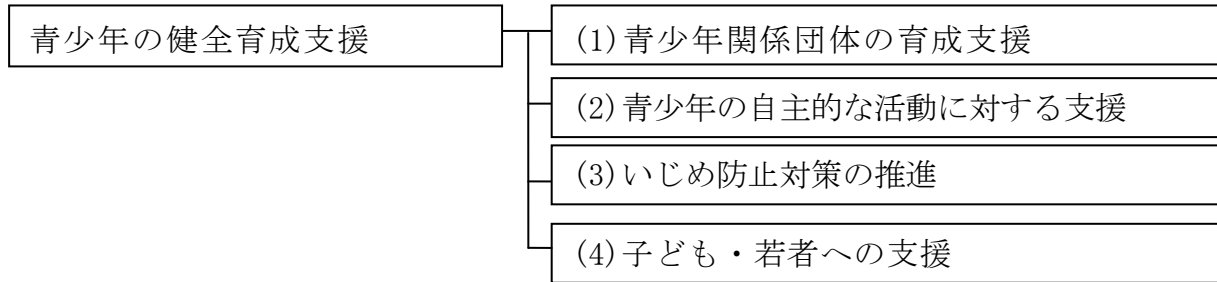 青少年の健全育成支援
(1)青少年関係団体の育成支援
(2)青少年の自主的な活動に対する支援
(3)いじめ防止対策の推進
(4)子ども・若者への支援